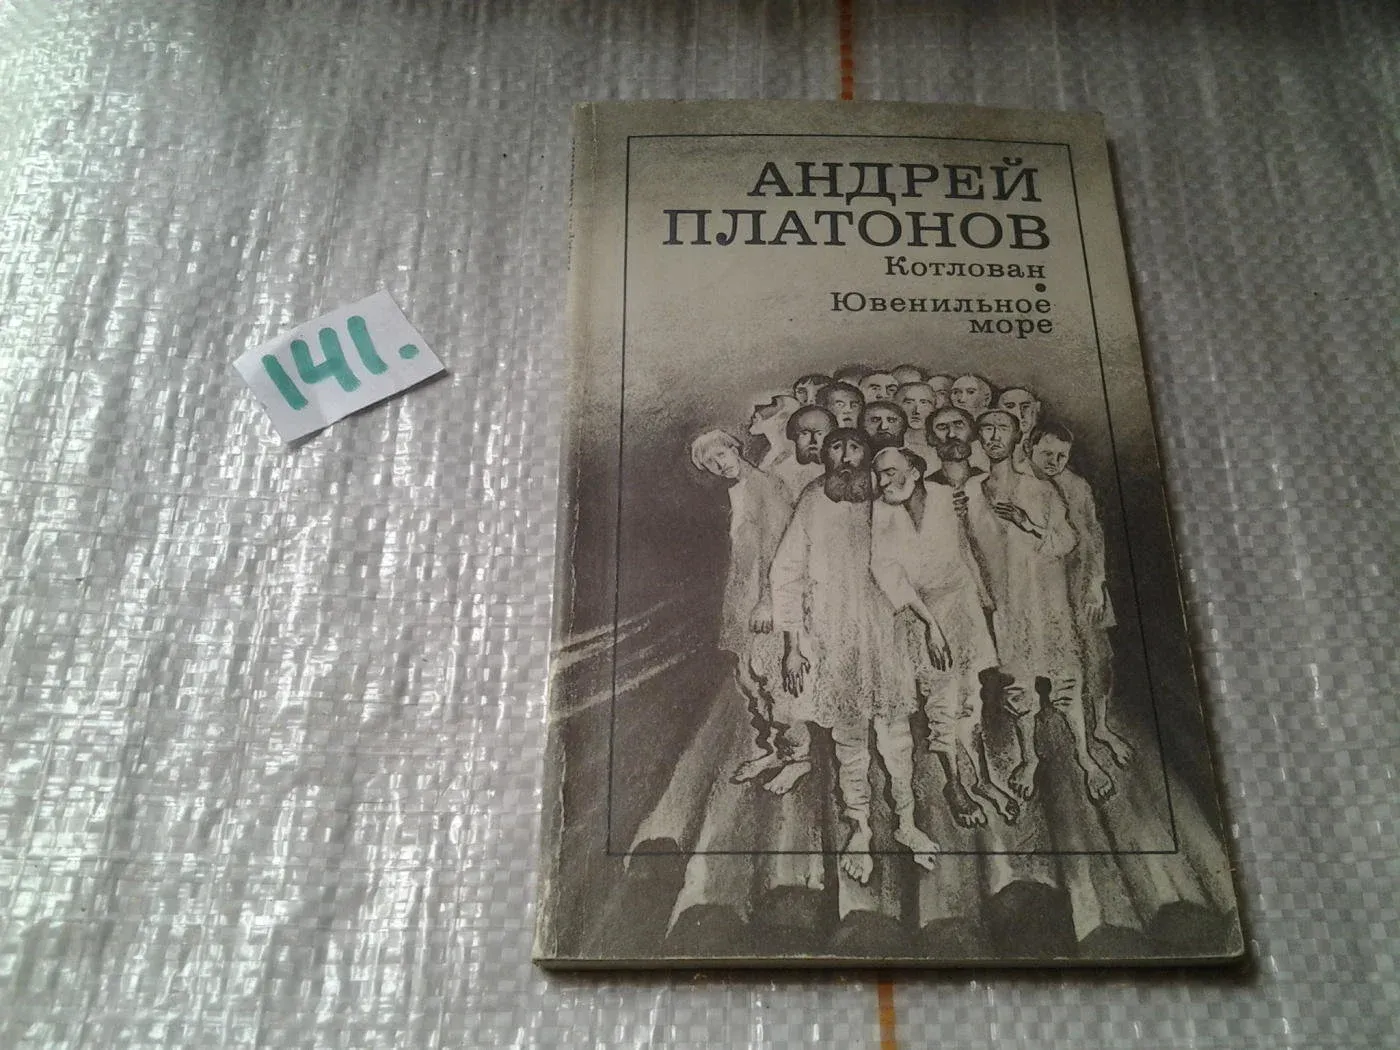 141.
АНДРЕЙ
ПЛАТОНОВ
Котлован
•
Ювенильное
море